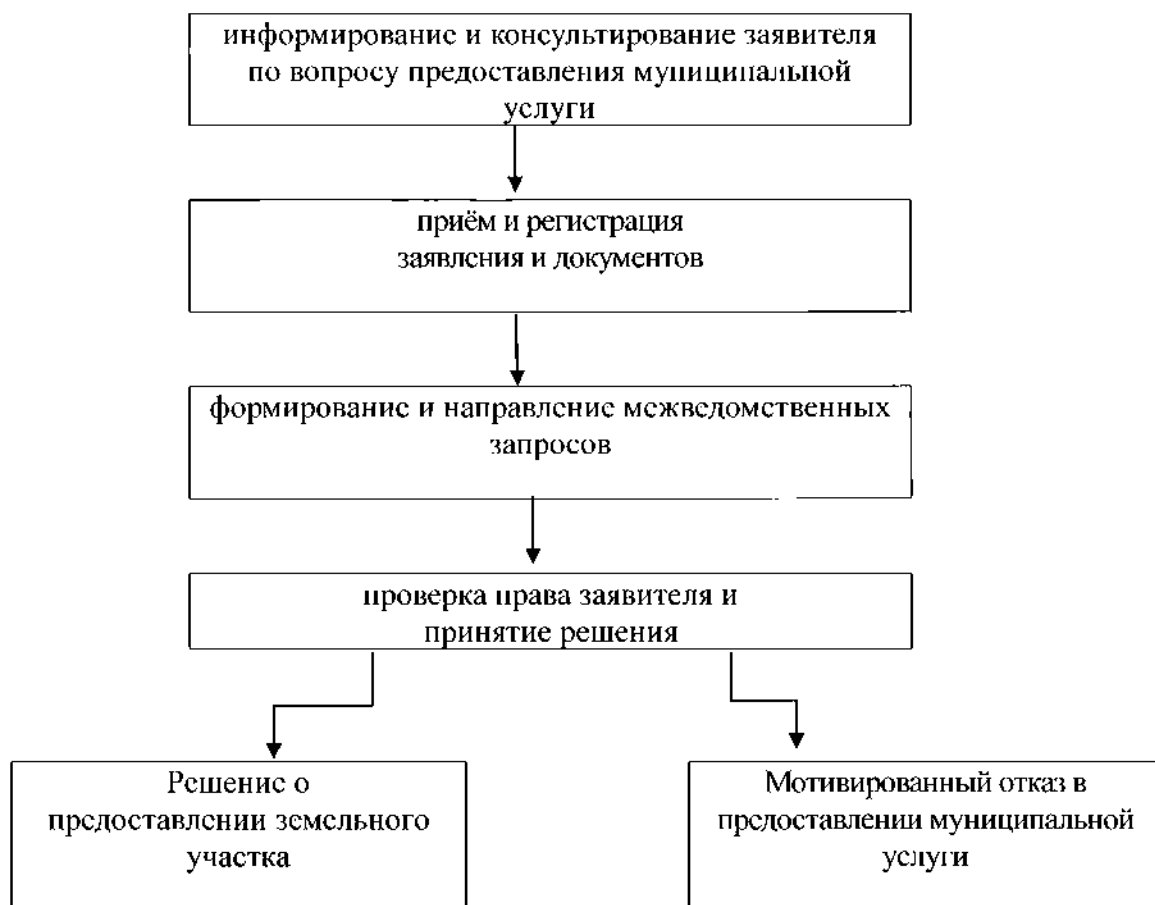 информирование и консультирование заявителя
по вопросу предоставления муниципальной
услуги
приём и регистрация
заявления и документов
формирование и направление межведомственных
запросов
проверка права заявителя и
принятие решения
Решение о
предоставлении земельного
участка
Мотивированный отказ в
предоставлении муниципальной
услуги